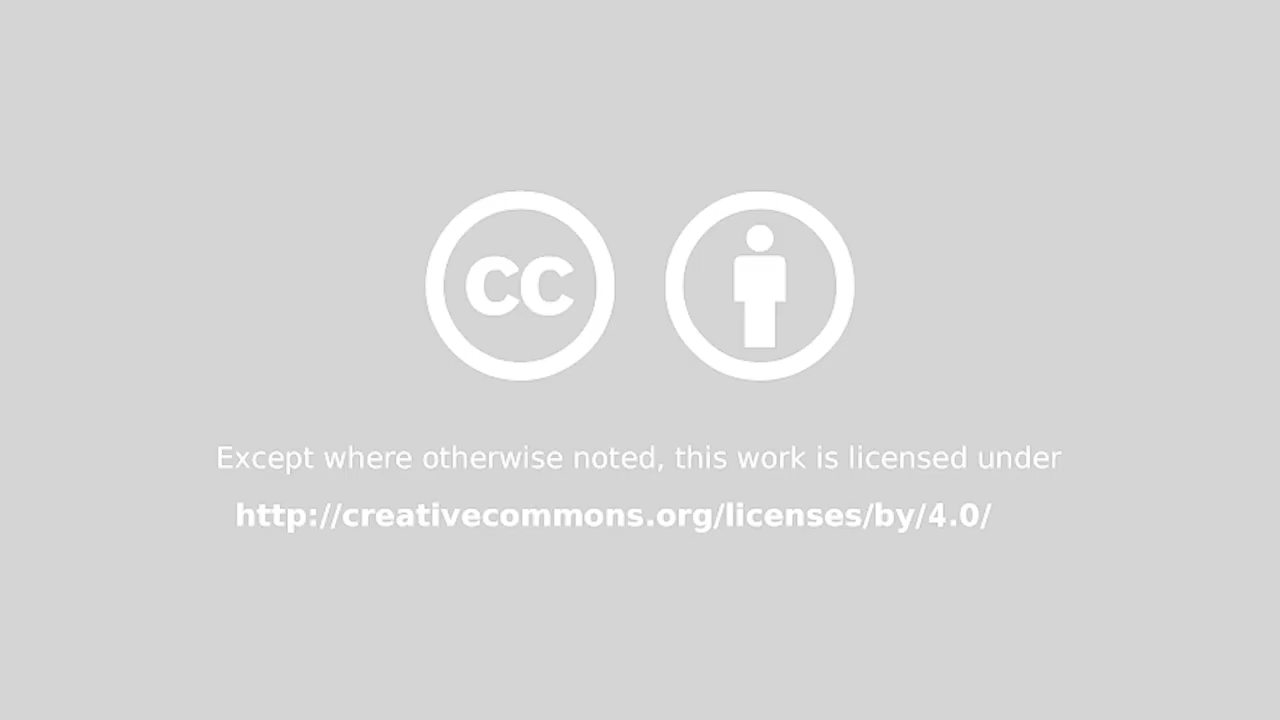 cc
Except where otherwise noted, this work is licensed under
http://creativecommons.org/licenses/by/4.0/